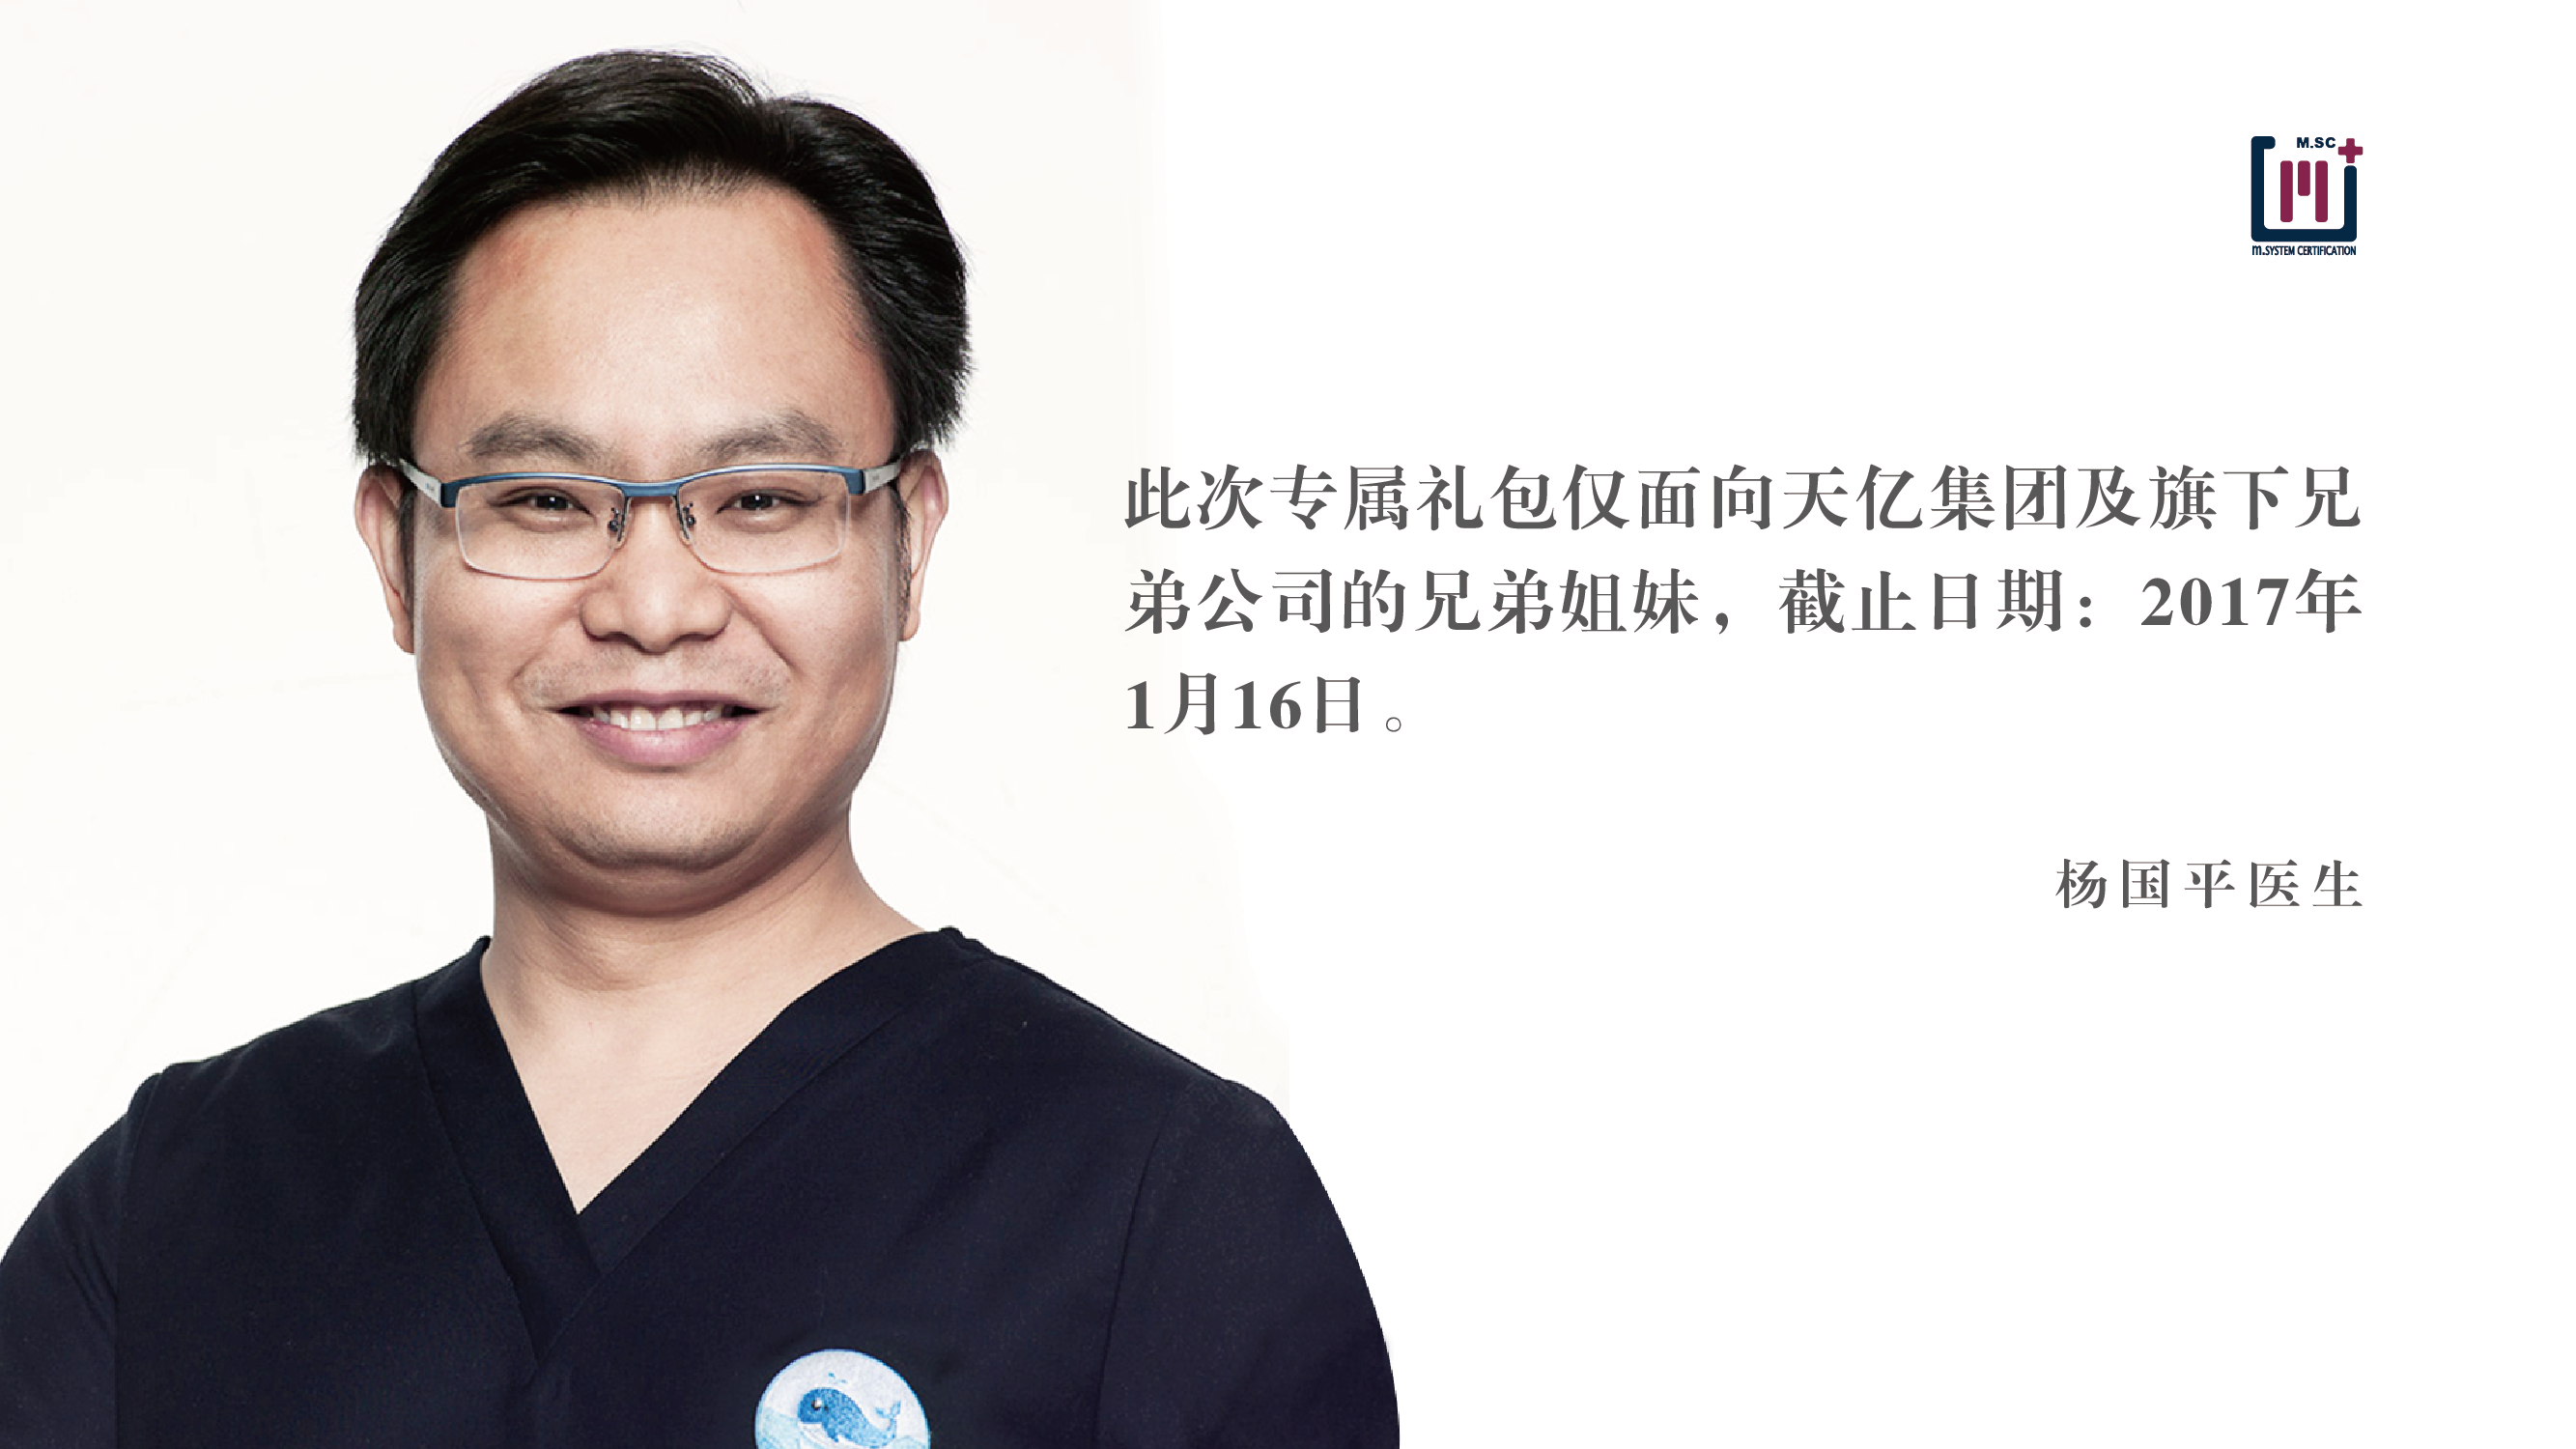 M.SC
m.SYSTEM CERTIFICATION
此次专属礼包仅面向天亿集团及旗下兄
弟公司的兄弟姐妹，截止日期：2017年
1月16日。
杨国平医生